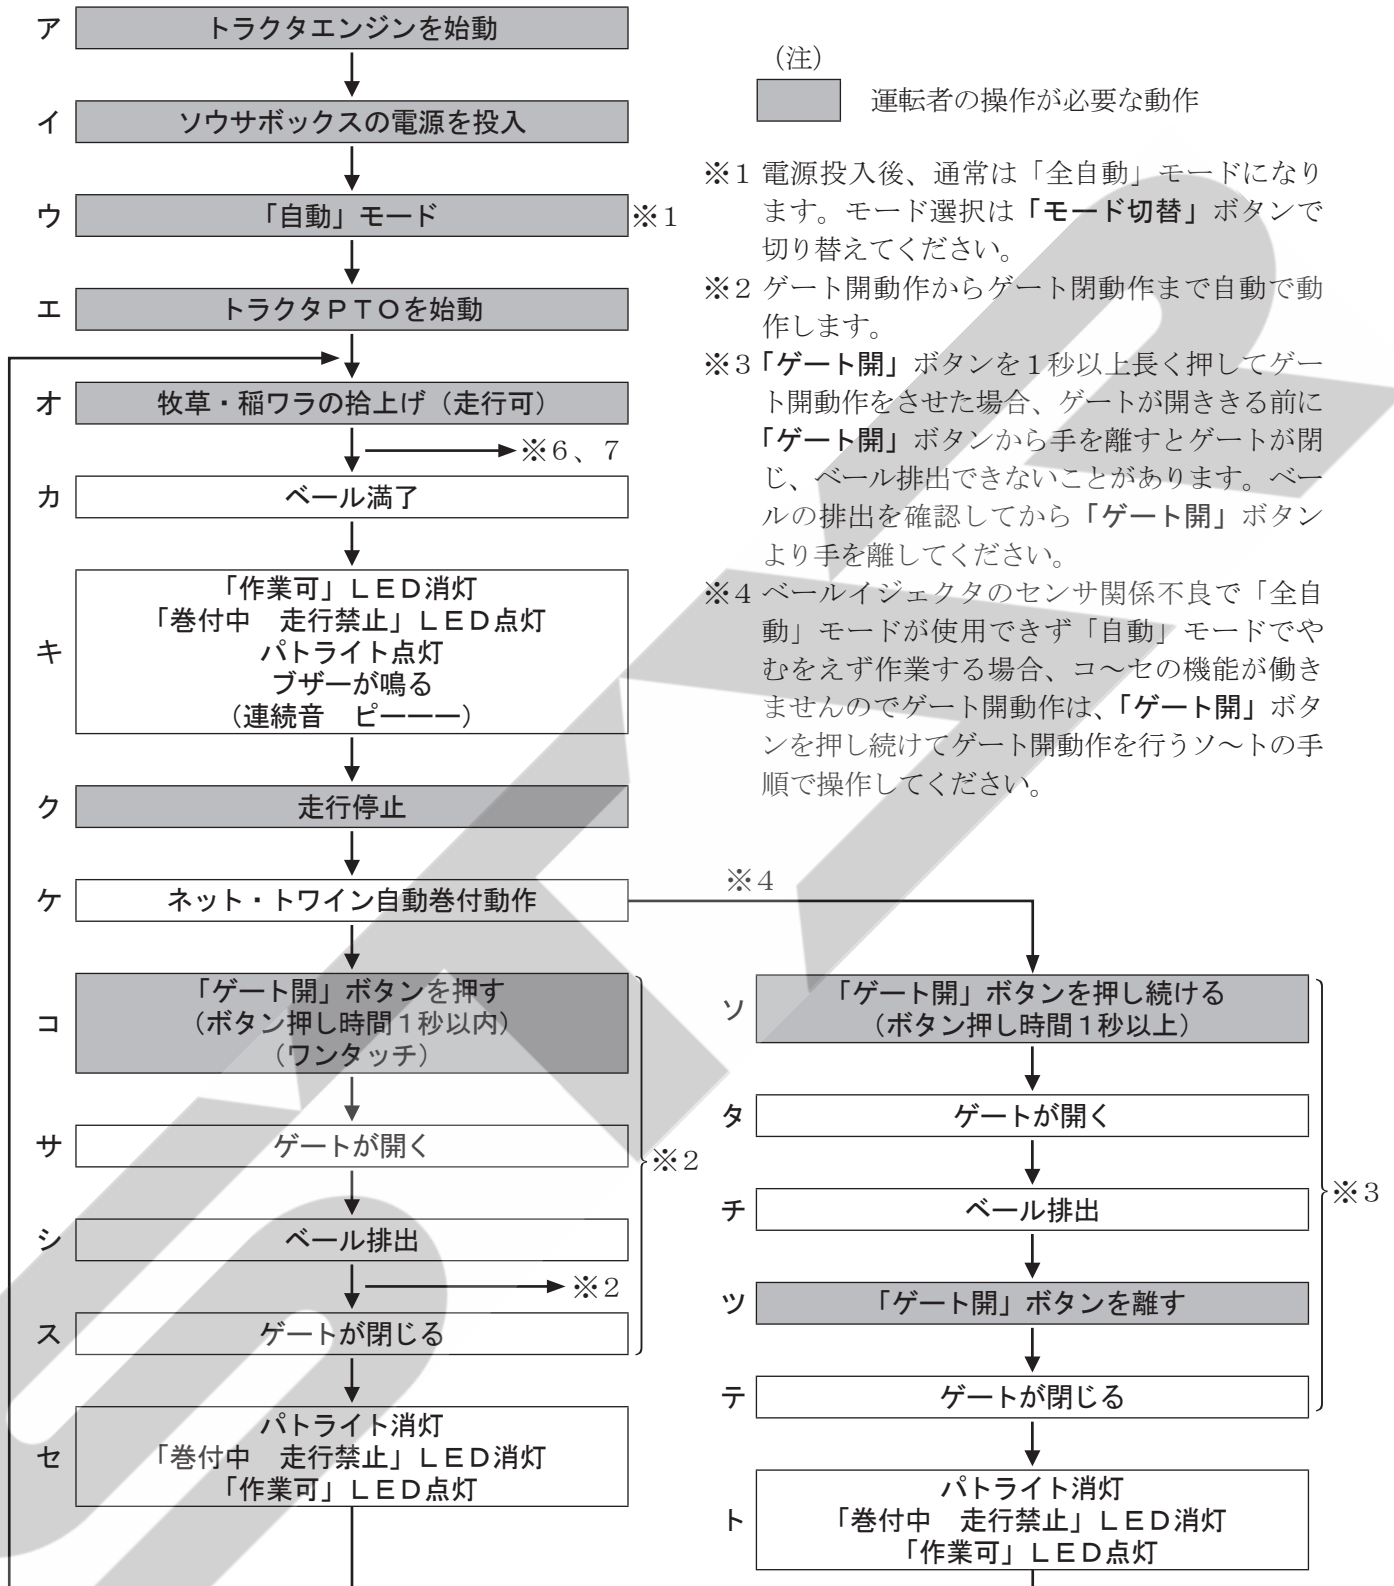 ア トラクタエンジンを始動
イ ソウサボックスの電源を投入
ウ 「自動」モード ※1
エ トラクタPTOを始動
オ 牧草・稲ワラの拾上げ（走行可）
※6、7
カ ベール満了
キ 「作業可」LED消灯
「巻付中　走行禁止」LED点灯
パトライト点灯
ブザーが鳴る
（連続音　ピーーー）
ク 走行停止
ケ ネット・トワイン自動巻付動作
※4
コ 「ゲート開」ボタンを押す
（ボタン押し時間1秒以内）
（ワンタッチ）
サ ゲートが開く
※2
シ ベール排出
※2
ス ゲートが閉じる
セ パトライト消灯
「巻付中　走行禁止」LED消灯
「作業可」LED点灯
（注）
運転者の操作が必要な動作
※1 電源投入後、通常は「全自動」モードになり
ます。モード選択は「モード切替」ボタンで
切り替えてください。
※2 ゲート開動作からゲート閉動作まで自動で動
作します。
※3「ゲート開」ボタンを1秒以上長く押してゲー
ト開動作をさせた場合、ゲートが開ききる前に
「ゲート開」ボタンから手を離すとゲートが閉
じ、ベール排出できないことがあります。ベー
ルの排出を確認してから「ゲート開」ボタン
より手を離してください。
※4 ベールイジェクタのセンサ関係不良で「全自
動」モードが使用できず「自動」モードでや
むをえず作業する場合、コ～セの機能が働き
ませんのでゲート開動作は、「ゲート開」ボタ
ンを押し続けてゲート開動作を行うソ～トの手
順で操作してください。
ソ 「ゲート開」ボタンを押し続ける
（ボタン押し時間1秒以上）
タ ゲートが開く
チ ベール排出
※3
ツ 「ゲート開」ボタンを離す
テ ゲートが閉じる
ト パトライト消灯
「巻付中　走行禁止」LED消灯
「作業可」LED点灯